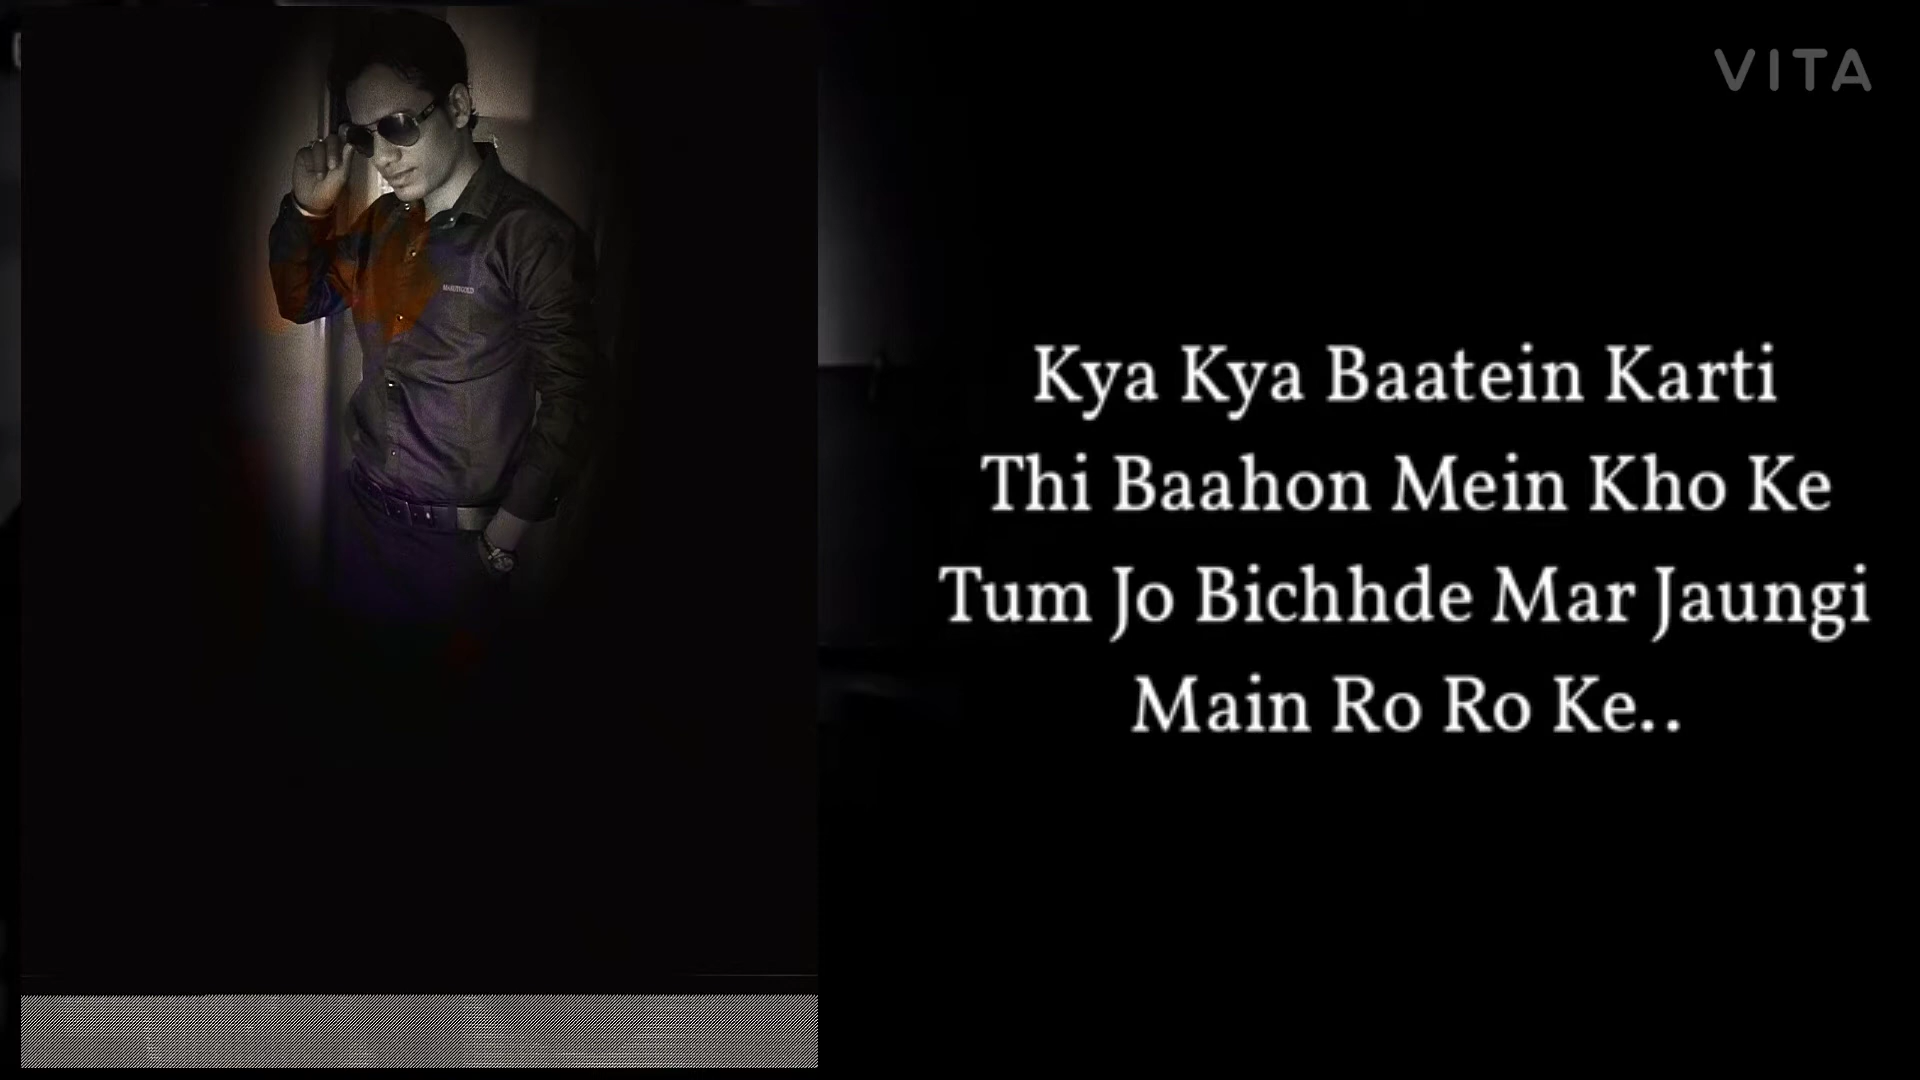 VITA
MARUTIGOLD
Kya Kya Baatein Karti
Thi Baahon Mein Kho Ke
Tum Jo Bichhde Mar Jaungi
Main Ro Ro Ke..